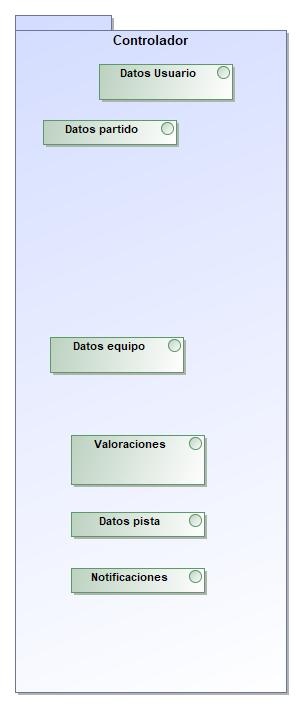 Controlador
Datos Usuario
Datos partido
Datos equipo
Valoraciones
Datos pista
Notificaciones